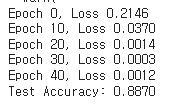 Epoch 0, Loss 0.2146
Epoch 10, Loss 0.0370
Epoch 20, Loss 0.0014
Epoch 30, Loss 0.0003
Epoch 40, Loss 0.0012
Test Accuracy: 0.8870